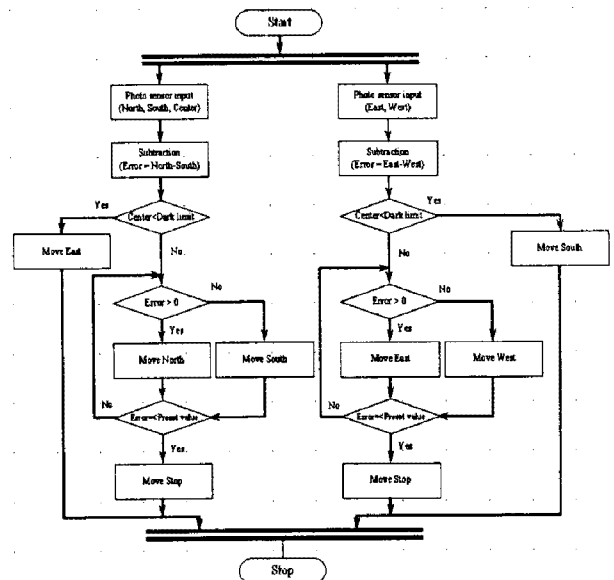 Start
Photo sensor input
(North, South, Center)
Subtraction
(Error = North-South)
Yes
Center<Dark limit
Move East
No
Error > 0
No
Yes
Move North
Move South
No
Error=<Preset value
Yes
Move Stop
Photo sensor input
(East, West)
Subtraction
(Error = East-West)
Center<Dark limit
Yes
Move South
No
Error > 0
No
Yes
Move East
Move West
No
Error=<Preset value
Yes
Move Stop
Stop